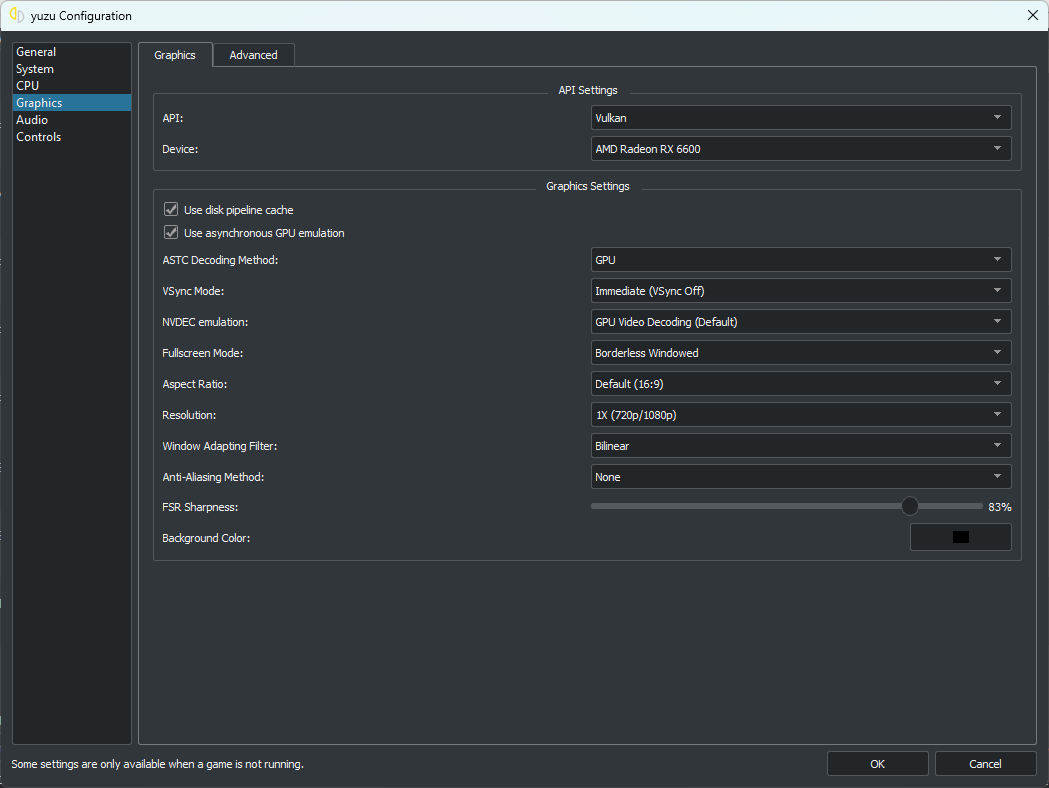 yuzu Configuration
General
System
CPU
Graphics
Audio
Controls
Graphics Advanced
API Settings
API: Vulkan
Device: AMD Radeon RX 6600
Graphics Settings
Use disk pipeline cache
Use asynchronous GPU emulation
ASTC Decoding Method: GPU
VSync Mode: Immediate (VSync Off)
NVDEC emulation: GPU Video Decoding (Default)
Fullscreen Mode: Borderless Windowed
Aspect Ratio: Default (16:9)
Resolution: 1X (720p/1080p)
Window Adapting Filter: Bilinear
Anti-Aliasing Method: None
FSR Sharpness: 83%
Background Color:
Some settings are only available when a game is not running.
OK Cancel